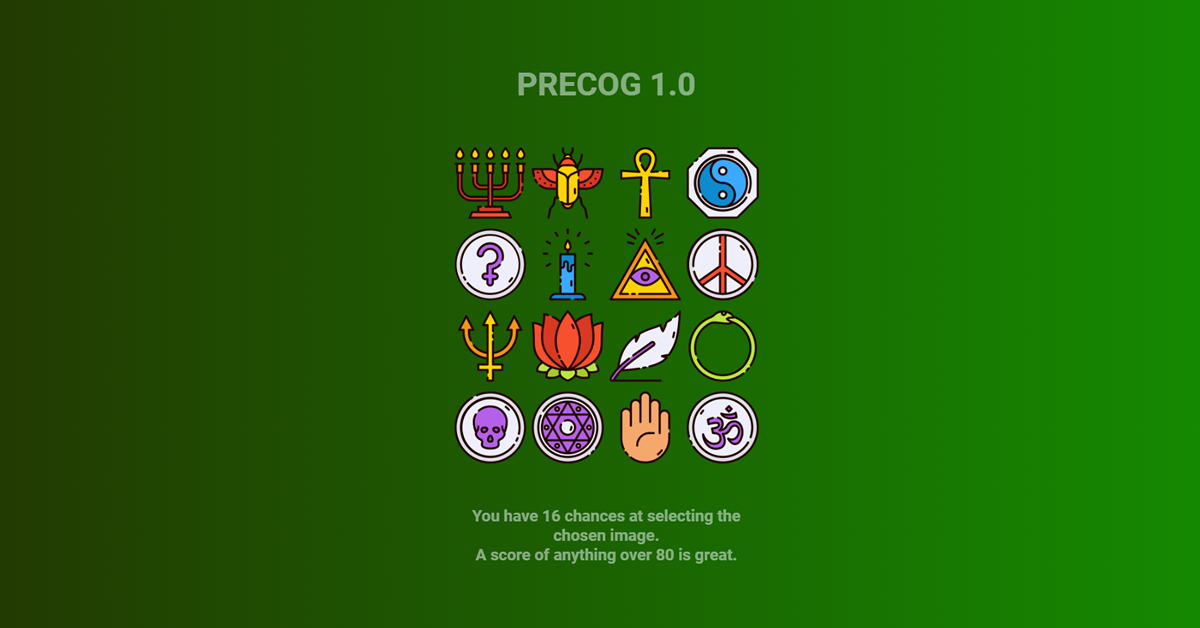 PRECOG 1.0
You have 16 chances at selecting the
chosen image.
A score of anything over 80 is great.